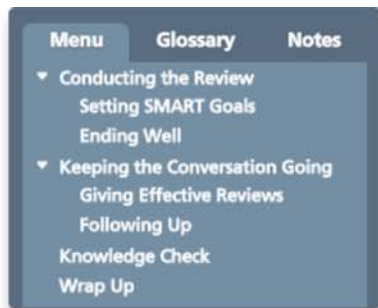 Menu Glossary Notes
Conducting the Review
Setting SMART Goals
Ending Well
Keeping the Conversation Going
Giving Effective Reviews
Following Up
Knowledge Check
Wrap Up